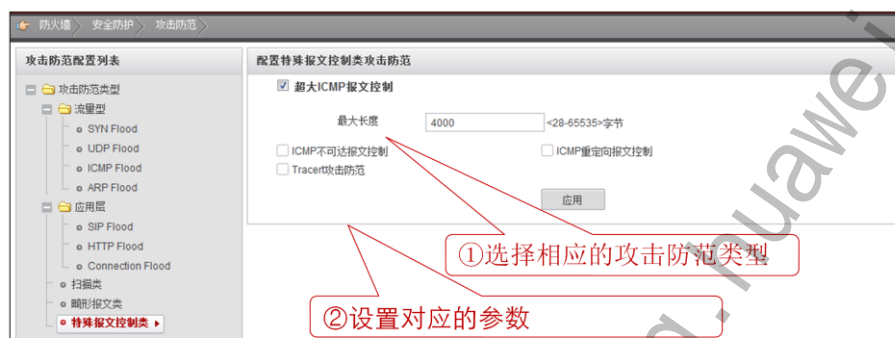 防火墙 安全防护 攻击防范
攻击防范配置列表
攻击防范类型
流量型
SYN Flood
UDP Flood
ICMP Flood
ARP Flood
应用层
SIP Flood
HTTP Flood
Connection Flood
扫描类
畸形报文类
特殊报文控制类
配置特殊报文控制类攻击防范
超大ICMP报文控制
最大长度 4000 <28-65535>字节
ICMP不可达报文控制 ICMP重定向报文控制
Tracert攻击防范
应用
①选择相应的攻击防范类型
②设置对应的参数
g.huawei